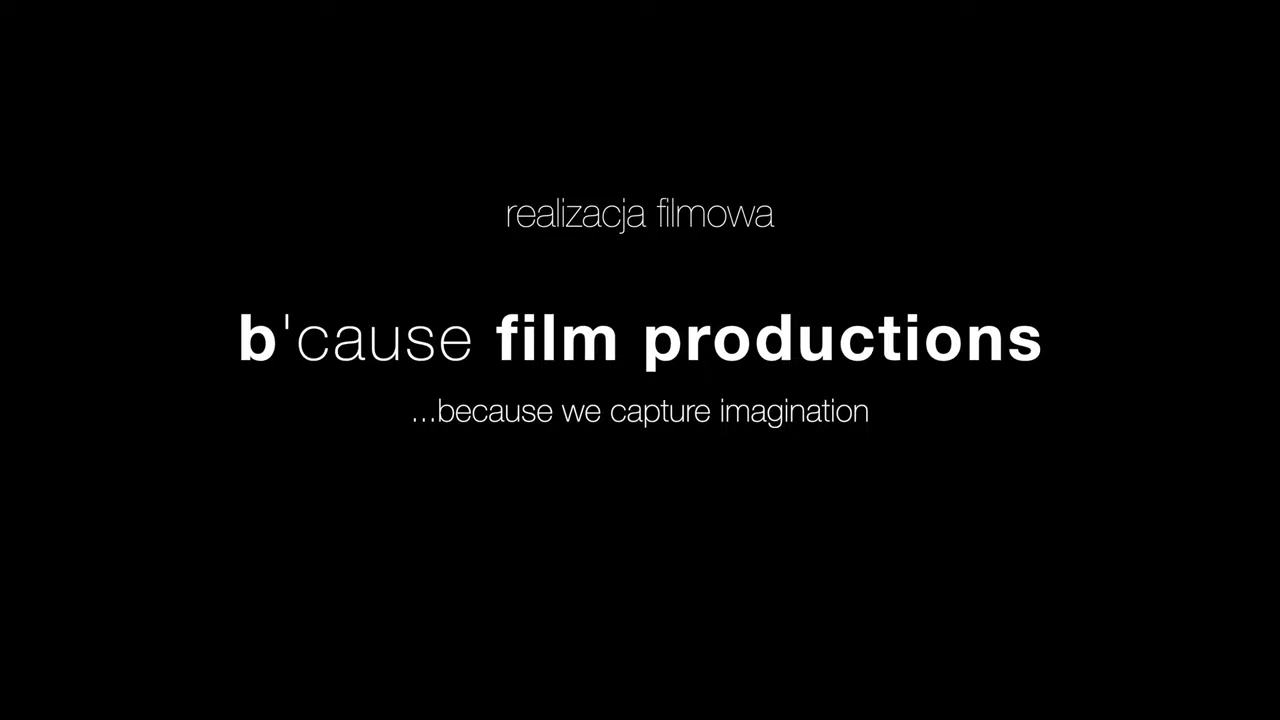 realizacja filmowa
b'cause film productions
...because we capture imagination